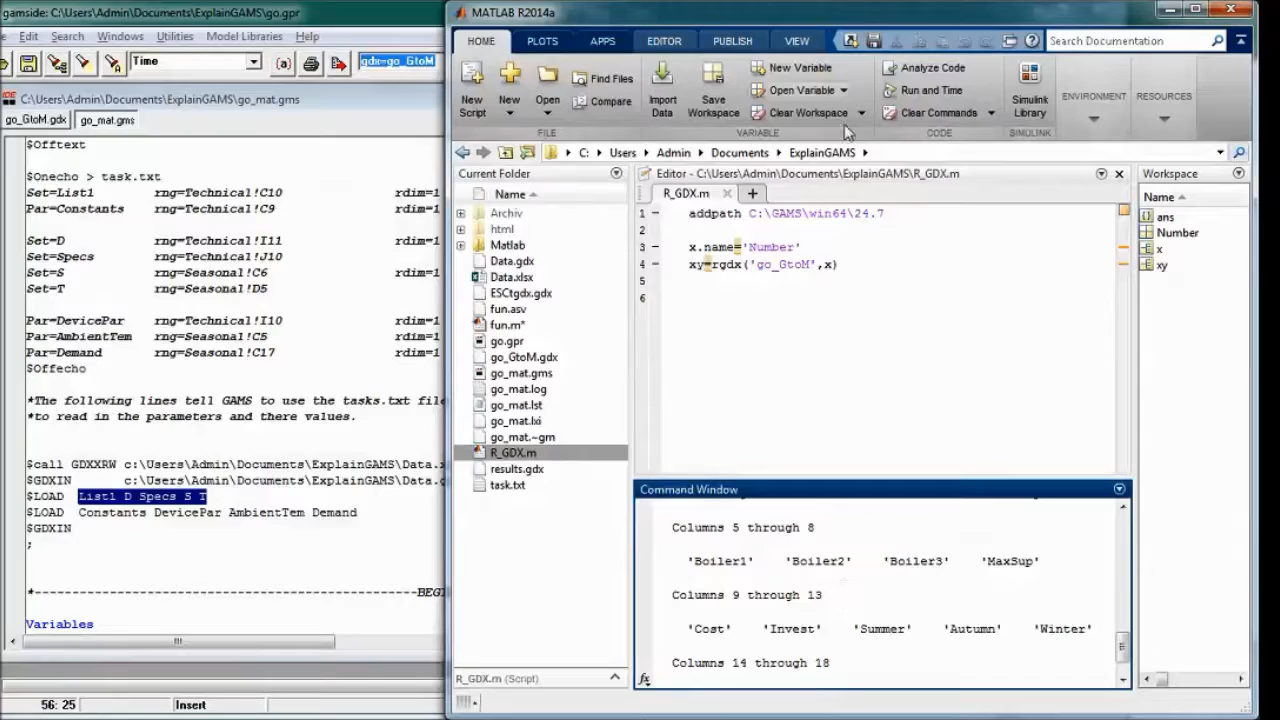 gamside: C:\Users\Admin\Documents\ExplainGAMS\go.gpr
Edit Search Windows Utilities Model Libraries Help
Time (a) gdx=go_GtoM
C:\Users\Admin\Documents\ExplainGAMS\go_mat.gms
go_GtoM.gdx go_mat.gms
$Offtext
$Onecho > task.txt
Set=List1 rng=Technical!C10 rdim=1
Par=Constants rng=Technical!C9 rdim=1
Set=D rng=Technical!I11 rdim=1
Set=Specs rng=Technical!J10 rdim=1
Set=S rng=Seasonal!C6 rdim=1
Set=T rng=Seasonal!D5
Par=DevicePar rng=Technical!I10 rdim=1
Par=AmbientTem rng=Seasonal!C5 rdim=1
Par=Demand rng=Seasonal!C17 rdim=1
$Offecho
*The following lines tell GAMS to use the tasks.txt file
*to read in the parameters and there values.
$call GDXXRW c:\Users\Admin\Documents\ExplainGAMS\Data.x
$GDXIN c:\Users\Admin\Documents\ExplainGAMS\Data.g
$LOAD List1 D Specs S T
$LOAD Constants DevicePar AmbientTem Demand
$GDXIN
;
*-------------------------------------------------BEG
Variables
56: 25 Insert
MATLAB R2014a
HOME PLOTS APPS EDITOR PUBLISH VIEW Search Documentation
New Script
New
Open
Find Files
Compare
Import Data
Save Workspace
New Variable
Open Variable
Clear Workspace
Analyze Code
Run and Time
Clear Commands
Simulink Library
ENVIRONMENT
RESOURCES
FILE VARIABLE CODE SIMULINK
C: Users Admin Documents ExplainGAMS
Current Folder
Name
Archiv
html
Matlab
Data.gdx
Data.xlsx
ESCtgdx.gdx
fun.asv
fun.m*
go.gpr
go_GtoM.gdx
go_mat.gms
go_mat.log
go_mat.lst
go_mat.lxi
go_mat.~gm
R_GDX.m
results.gdx
task.txt
R_GDX.m (Script)
Editor - C:\Users\Admin\Documents\ExplainGAMS\R_GDX.m
R_GDX.m
1 addpath C:\GAMS\win64\24.7
2
3 x.name='Number'
4 xy=rgdx('go_GtoM',x)
5
6
Command Window
Columns 5 through 8
'Boiler1' 'Boiler2' 'Boiler3' 'MaxSup'
Columns 9 through 13
'Cost' 'Invest' 'Summer' 'Autumn' 'Winter'
Columns 14 through 18
fx
Workspace
Name
ans
Number
x
xy